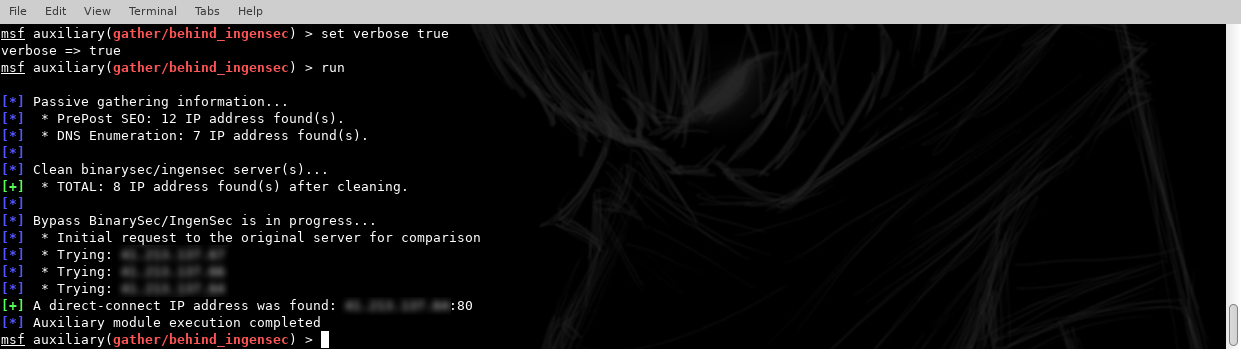 File Edit View Terminal Tabs Help
msf auxiliary(gather/behind_ingensec) > set verbose true
verbose => true
msf auxiliary(gather/behind_ingensec) > run
[*] Passive gathering information...
[*]  * PrePost SEO: 12 IP address found(s).
[*]  * DNS Enumeration: 7 IP address found(s).
[*]
[*] Clean binarysec/ingensec server(s)...
[+]  * TOTAL: 8 IP address found(s) after cleaning.
[*]
[*] Bypass BinarySec/IngenSec is in progress...
[*]  * Initial request to the original server for comparison
[*]  * Trying:
[*]  * Trying:
[*]  * Trying:
[+] A direct-connect IP address was found: :80
[*] Auxiliary module execution completed
msf auxiliary(gather/behind_ingensec) >